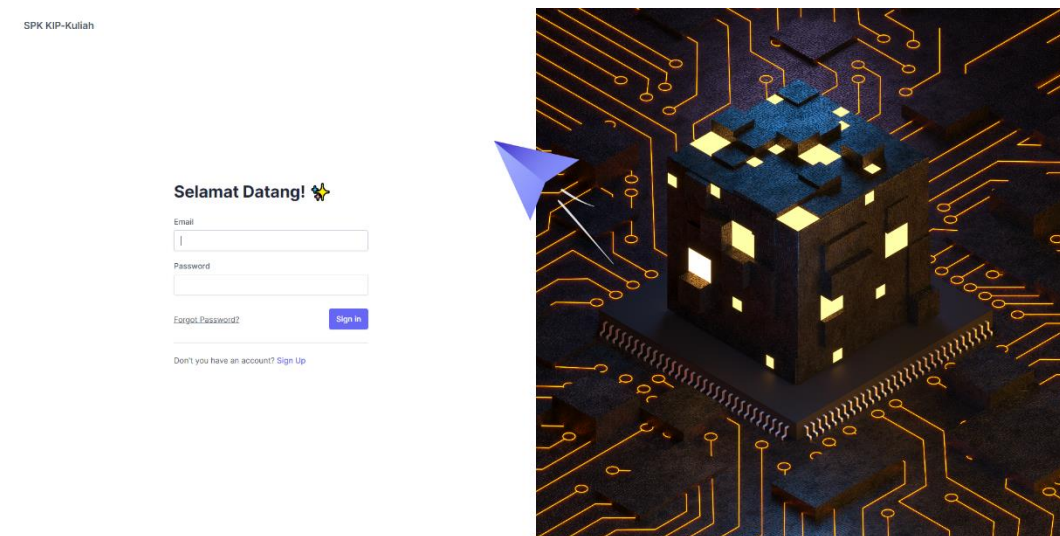 SPK KIP-Kuliah
Selamat Datang! ✨
Email
Password
Forgot Password?
Sign in
Don't you have an account? Sign Up